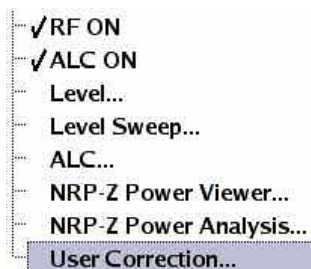 RF ON
ALC ON
Level...
Level Sweep...
ALC...
NRP-Z Power Viewer...
NRP-Z Power Analysis...
User Correction...